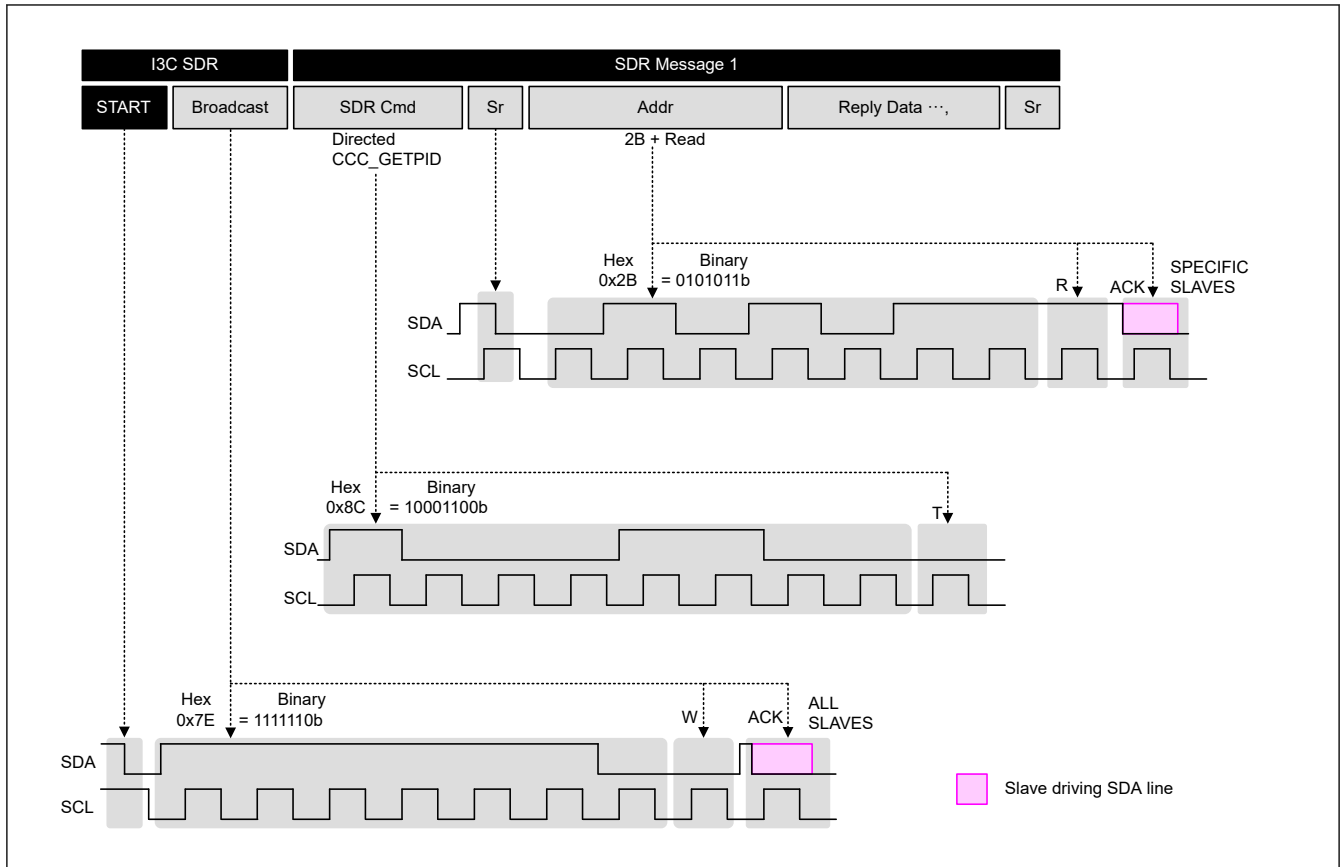 I3C SDR
SDR Message 1
START
Broadcast
SDR Cmd
Sr
Addr
Reply Data ⋯,
Sr
Directed
CCC_GETPID
2B + Read
Hex
0x2B
Binary
= 0101011b
R
ACK
SPECIFIC
SLAVES
SDA
SCL
Hex
0x8C
Binary
= 10001100b
T
SDA
SCL
Hex
0x7E
Binary
= 1111110b
W
ACK
ALL
SLAVES
SDA
SCL
Slave driving SDA line